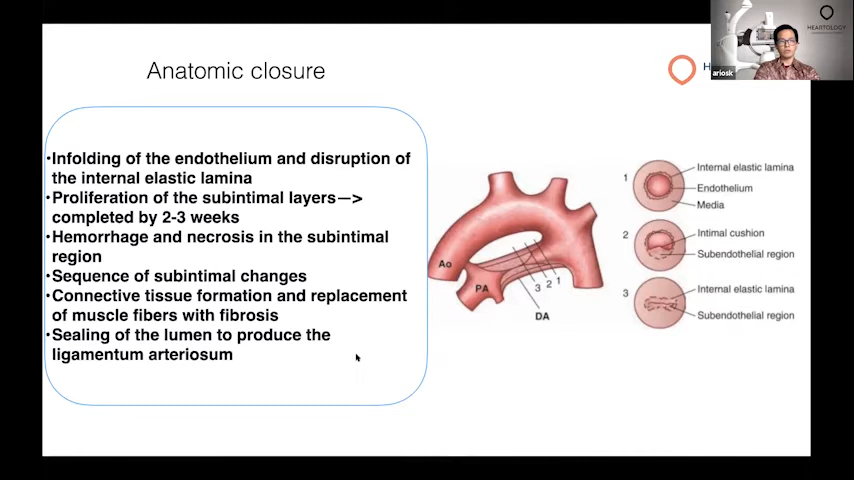 Anatomic closure
HEARTOLOGY
ariosk
•Infolding of the endothelium and disruption of
the internal elastic lamina
•Proliferation of the subintimal layers—>
completed by 2-3 weeks
•Hemorrhage and necrosis in the subintimal
region
•Sequence of subintimal changes
•Connective tissue formation and replacement
of muscle fibers with fibrosis
•Sealing of the lumen to produce the
ligamentum arteriosum
Ao
PA
3 2 1
DA
1
Internal elastic lamina
Endothelium
Media
2
Intimal cushion
Subendothelial region
3
Internal elastic lamina
Subendothelial region